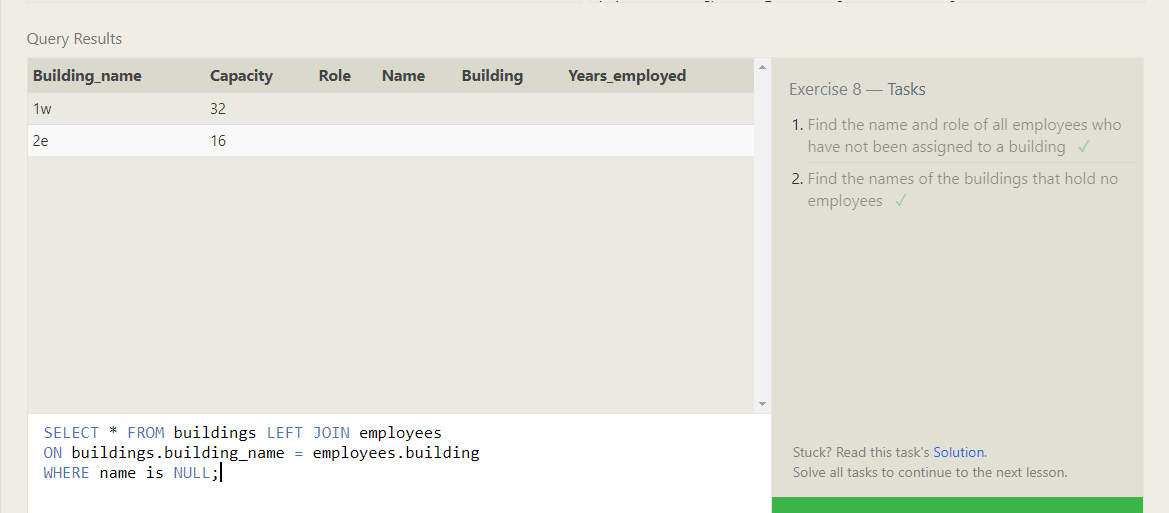 Query Results
Building_name Capacity Role Name Building Years_employed
1w 32
2e 16
Exercise 8 — Tasks
1. Find the name and role of all employees who
have not been assigned to a building ✓
2. Find the names of the buildings that hold no
employees ✓
Stuck? Read this task's Solution.
Solve all tasks to continue to the next lesson.
SELECT * FROM buildings LEFT JOIN employees
ON buildings.building_name = employees.building
WHERE name is NULL;